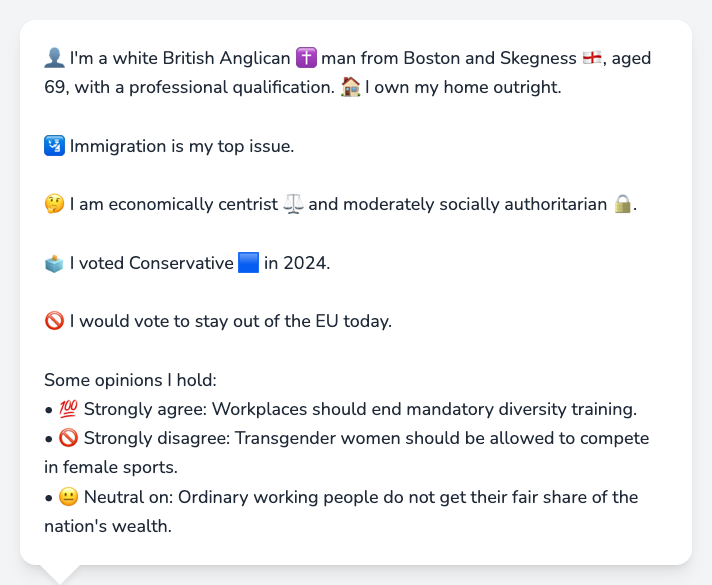 👤 I'm a white British Anglican ✝️ man from Boston and Skegness 🏴󠁧󠁢󠁥󠁮󠁧󠁿, aged
69, with a professional qualification. 🏠 I own my home outright.
🛂 Immigration is my top issue.
🤔 I am economically centrist ⚖️ and moderately socially authoritarian 🔒.
🗳️ I voted Conservative 🟦 in 2024.
🚫 I would vote to stay out of the EU today.
Some opinions I hold:
• 💯 Strongly agree: Workplaces should end mandatory diversity training.
• 🚫 Strongly disagree: Transgender women should be allowed to compete
in female sports.
• 😐 Neutral on: Ordinary working people do not get their fair share of the
nation's wealth.